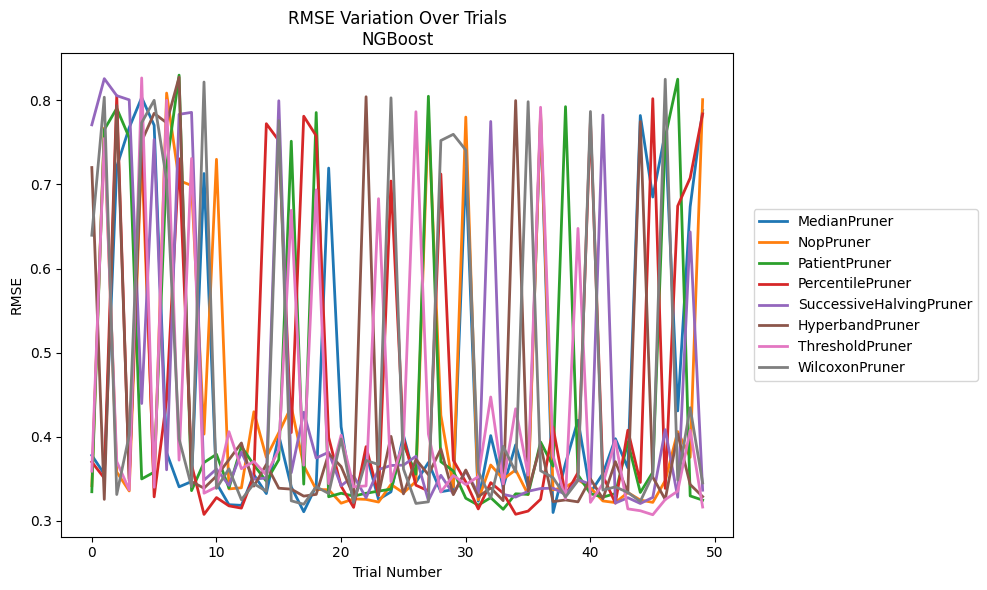 RMSE Variation Over Trials
NGBoost
RMSE
0.8
0.7
0.6
0.5
0.4
0.3
0
10
20
30
40
50
Trial Number
MedianPruner
NopPruner
PatientPruner
PercentilePruner
SuccessiveHalvingPruner
HyperbandPruner
ThresholdPruner
WilcoxonPruner